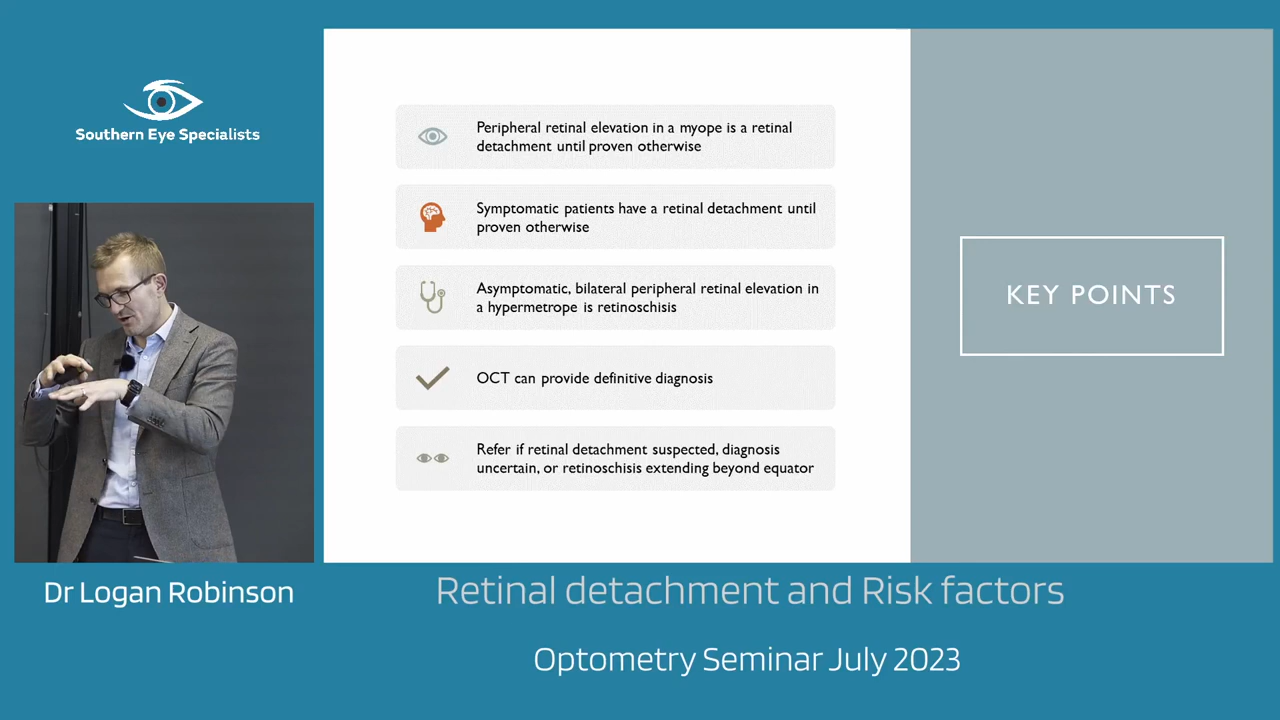 Southern Eye Specialists
Peripheral retinal elevation in a myope is a retinal
detachment until proven otherwise
Symptomatic patients have a retinal detachment until
proven otherwise
Asymptomatic, bilateral peripheral retinal elevation in
a hypermetrope is retinoschisis
OCT can provide definitive diagnosis
Refer if retinal detachment suspected, diagnosis
uncertain, or retinoschisis extending beyond equator
KEY POINTS
Dr Logan Robinson
Retinal detachment and Risk factors
Optometry Seminar July 2023